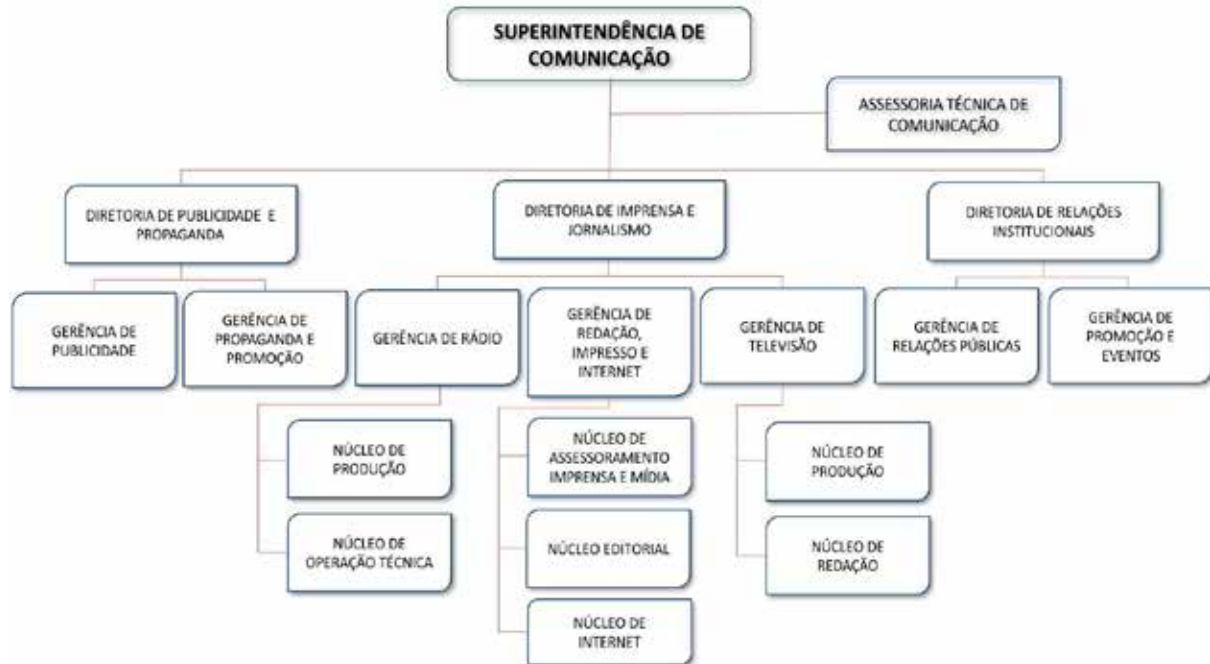 SUPERINTENDÊNCIA DE
COMUNICAÇÃO
ASSESSORIA TÉCNICA DE
COMUNICAÇÃO
DIRETORIA DE PUBLICIDADE E
PROPAGANDA
DIRETORIA DE IMPRENSA E
JORNALISMO
DIRETORIA DE RELAÇÕES
INSTITUCIONAIS
GERÊNCIA DE
PUBLICIDADE
GERÊNCIA DE
PROPAGANDA E
PROMOÇÃO
GERÊNCIA DE RÁDIO
GERÊNCIA DE
REDAÇÃO,
IMPRESSO E
INTERNET
GERÊNCIA DE
TELEVISÃO
GERÊNCIA DE
RELAÇÕES PÚBLICAS
GERÊNCIA DE
PROMOÇÃO E
EVENTOS
NÚCLEO DE
PRODUÇÃO
NÚCLEO DE
ASSESSORAMENTO
IMPRENSA E MÍDIA
NÚCLEO DE
PRODUÇÃO
NÚCLEO DE
OPERAÇÃO TÉCNICA
NÚCLEO EDITORIAL
NÚCLEO DE
REDAÇÃO
NÚCLEO DE
INTERNET